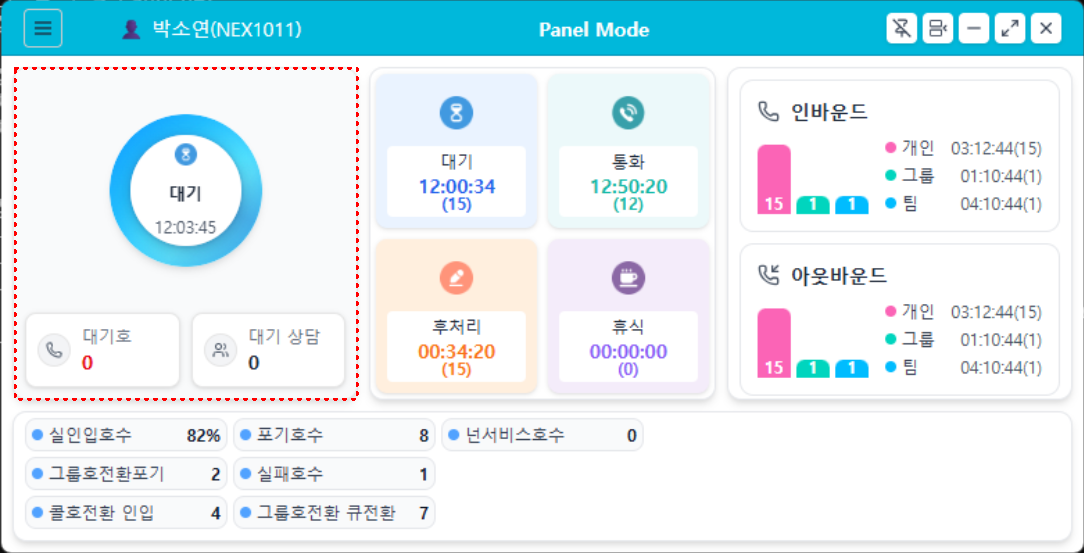 박소연(NEX1011)
Panel Mode
대기
12:03:45
대기호
0
대기 상담
0
대기
12:00:34
(15)
통화
12:50:20
(12)
후처리
00:34:20
(15)
휴식
00:00:00
(0)
인바운드
15
1
1
개인 03:12:44(15)
그룹 01:10:44(1)
팀 04:10:44(1)
아웃바운드
15
1
1
개인 03:12:44(15)
그룹 01:10:44(1)
팀 04:10:44(1)
실인입호수 82%
포기호수 8
넌서비스호수 0
그룹호전환포기 2
실패호수 1
콜호전환 인입 4
그룹호전환 큐전환 7